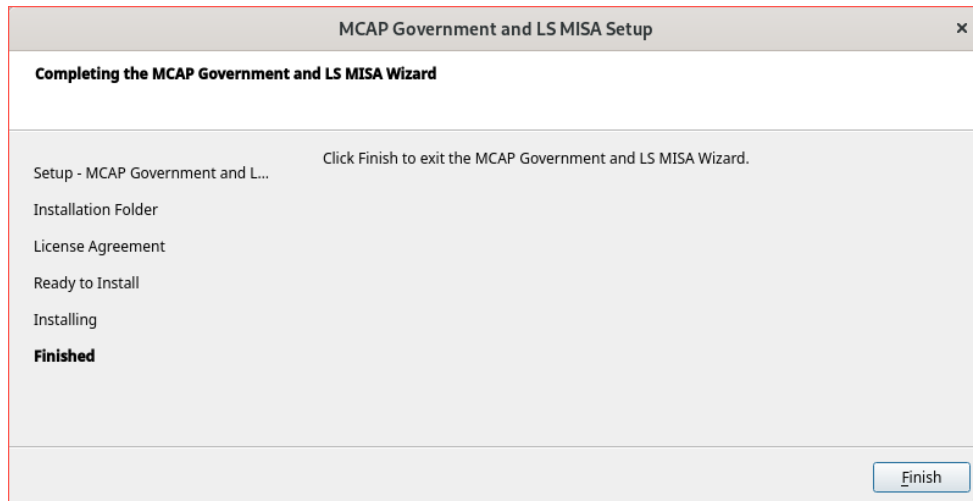 MCAP Government and LS MISA Setup
×
Completing the MCAP Government and LS MISA Wizard
Setup - MCAP Government and L...
Click Finish to exit the MCAP Government and LS MISA Wizard.
Installation Folder
License Agreement
Ready to Install
Installing
Finished
Finish